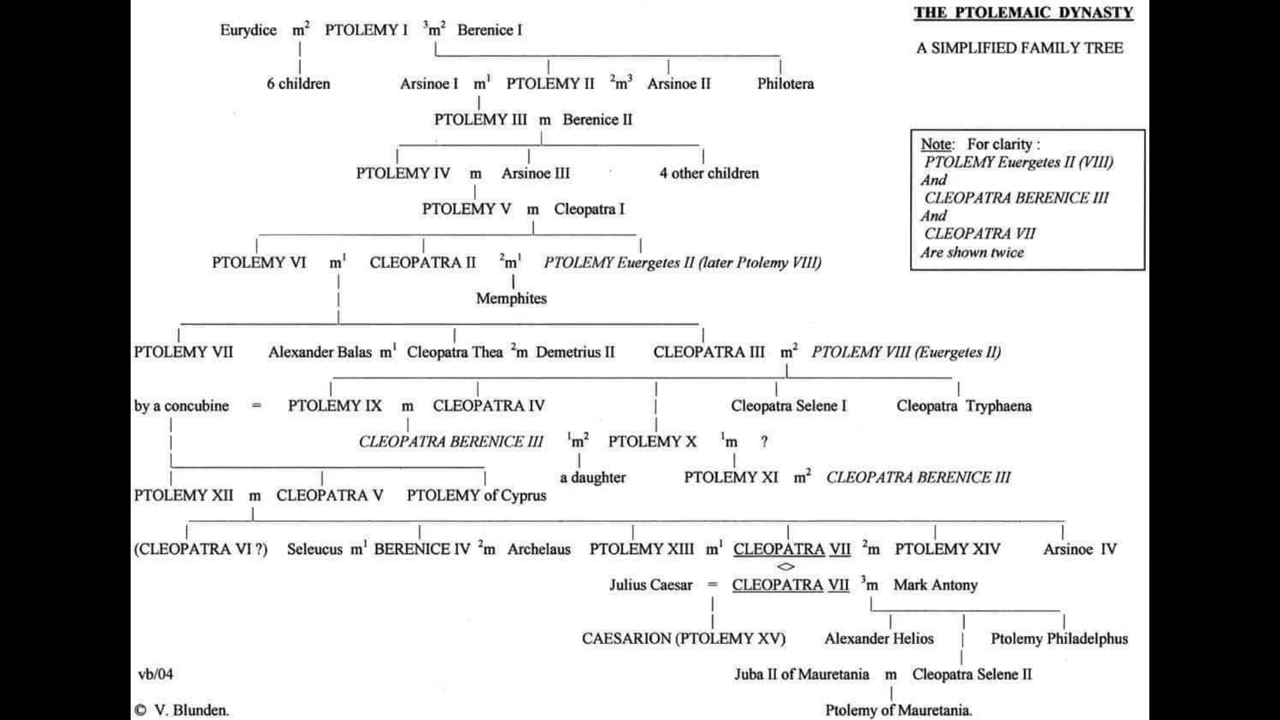 THE PTOLEMAIC DYNASTY
A SIMPLIFIED FAMILY TREE
Eurydice m² PTOLEMY I ³m² Berenice I
6 children Arsinoe I m¹ PTOLEMY II ²m³ Arsinoe II Philotera
PTOLEMY III m Berenice II
Note: For clarity :
PTOLEMY Euergetes II (VIII)
And
CLEOPATRA BERENICE III
And
CLEOPATRA VII
Are shown twice
PTOLEMY IV m Arsinoe III 4 other children
PTOLEMY V m Cleopatra I
PTOLEMY VI m¹ CLEOPATRA II ²m¹ PTOLEMY Euergetes II (later Ptolemy VIII)
Memphites
PTOLEMY VII Alexander Balas m¹ Cleopatra Thea ²m Demetrius II CLEOPATRA III m² PTOLEMY VIII (Euergetes II)
by a concubine = PTOLEMY IX m CLEOPATRA IV Cleopatra Selene I Cleopatra Tryphaena
CLEOPATRA BERENICE III ¹m² PTOLEMY X ¹m ?
a daughter PTOLEMY XI m² CLEOPATRA BERENICE III
PTOLEMY XII m CLEOPATRA V PTOLEMY of Cyprus
(CLEOPATRA VI ?) Seleucus m¹ BERENICE IV ²m Archelaus PTOLEMY XIII m¹ CLEOPATRA VII ²m PTOLEMY XIV Arsinoe IV
Julius Caesar = CLEOPATRA VII ³m Mark Antony
CAESARION (PTOLEMY XV) Alexander Helios Ptolemy Philadelphus
Juba II of Mauretania m Cleopatra Selene II
Ptolemy of Mauretania.
vb/04
© V. Blunden.